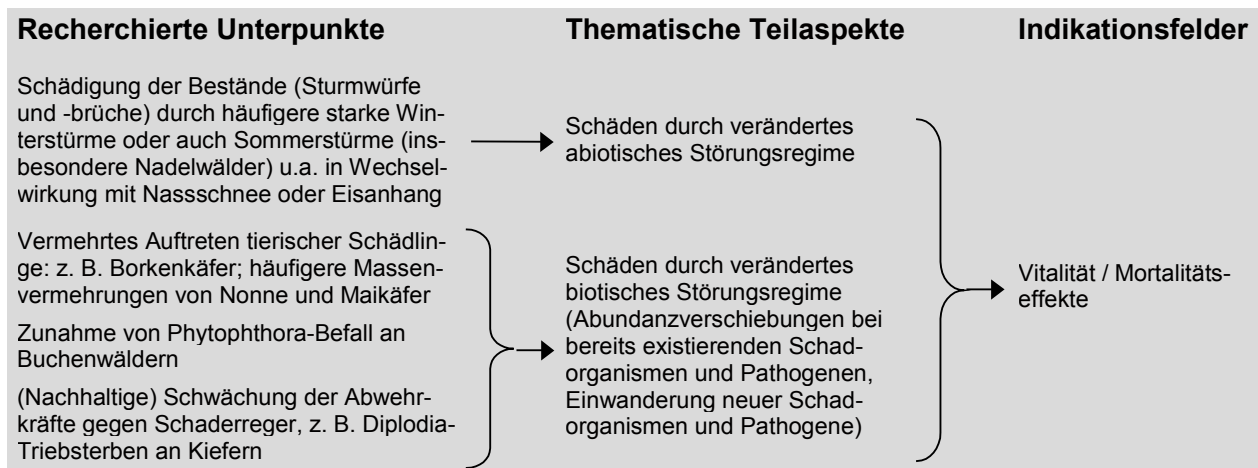 Recherchierte Unterpunkte
Thematische Teilaspekte
Indikationsfelder
Schädigung der Bestände (Sturmwürfe
und -brüche) durch häufigere starke Win-
terstürme oder auch Sommerstürme (ins-
besondere Nadelwälder) u.a. in Wechsel-
wirkung mit Nassschnee oder Eisanhang
Schäden durch verändertes
abiotisches Störungsregime
Vermehrtes Auftreten tierischer Schädlin-
ge: z. B. Borkenkäfer; häufigere Massen-
vermehrungen von Nonne und Maikäfer
Zunahme von Phytophthora-Befall an
Buchenwäldern
(Nachhaltige) Schwächung der Abwehr-
kräfte gegen Schaderreger, z. B. Diplodia-
Triebsterben an Kiefern
Schäden durch verändertes
biotisches Störungsregime
(Abundanzverschiebungen bei
bereits existierenden Schad-
organismen und Pathogenen,
Einwanderung neuer Schad-
organismen und Pathogene)
Vitalität / Mortalitäts-
effekte